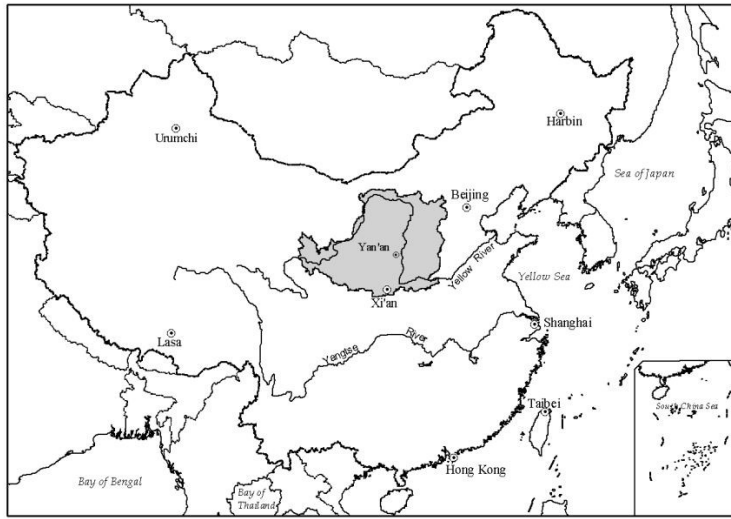 Harbin
Urumchi
Sea of Japan
Beijing
Yan'an
Yellow River
Yellow Sea
Xi'an
Shanghai
Lasa
Yangtse River
Taibei
South China Sea
Hong Kong
Bay of Bengal
Bay of
Thailand